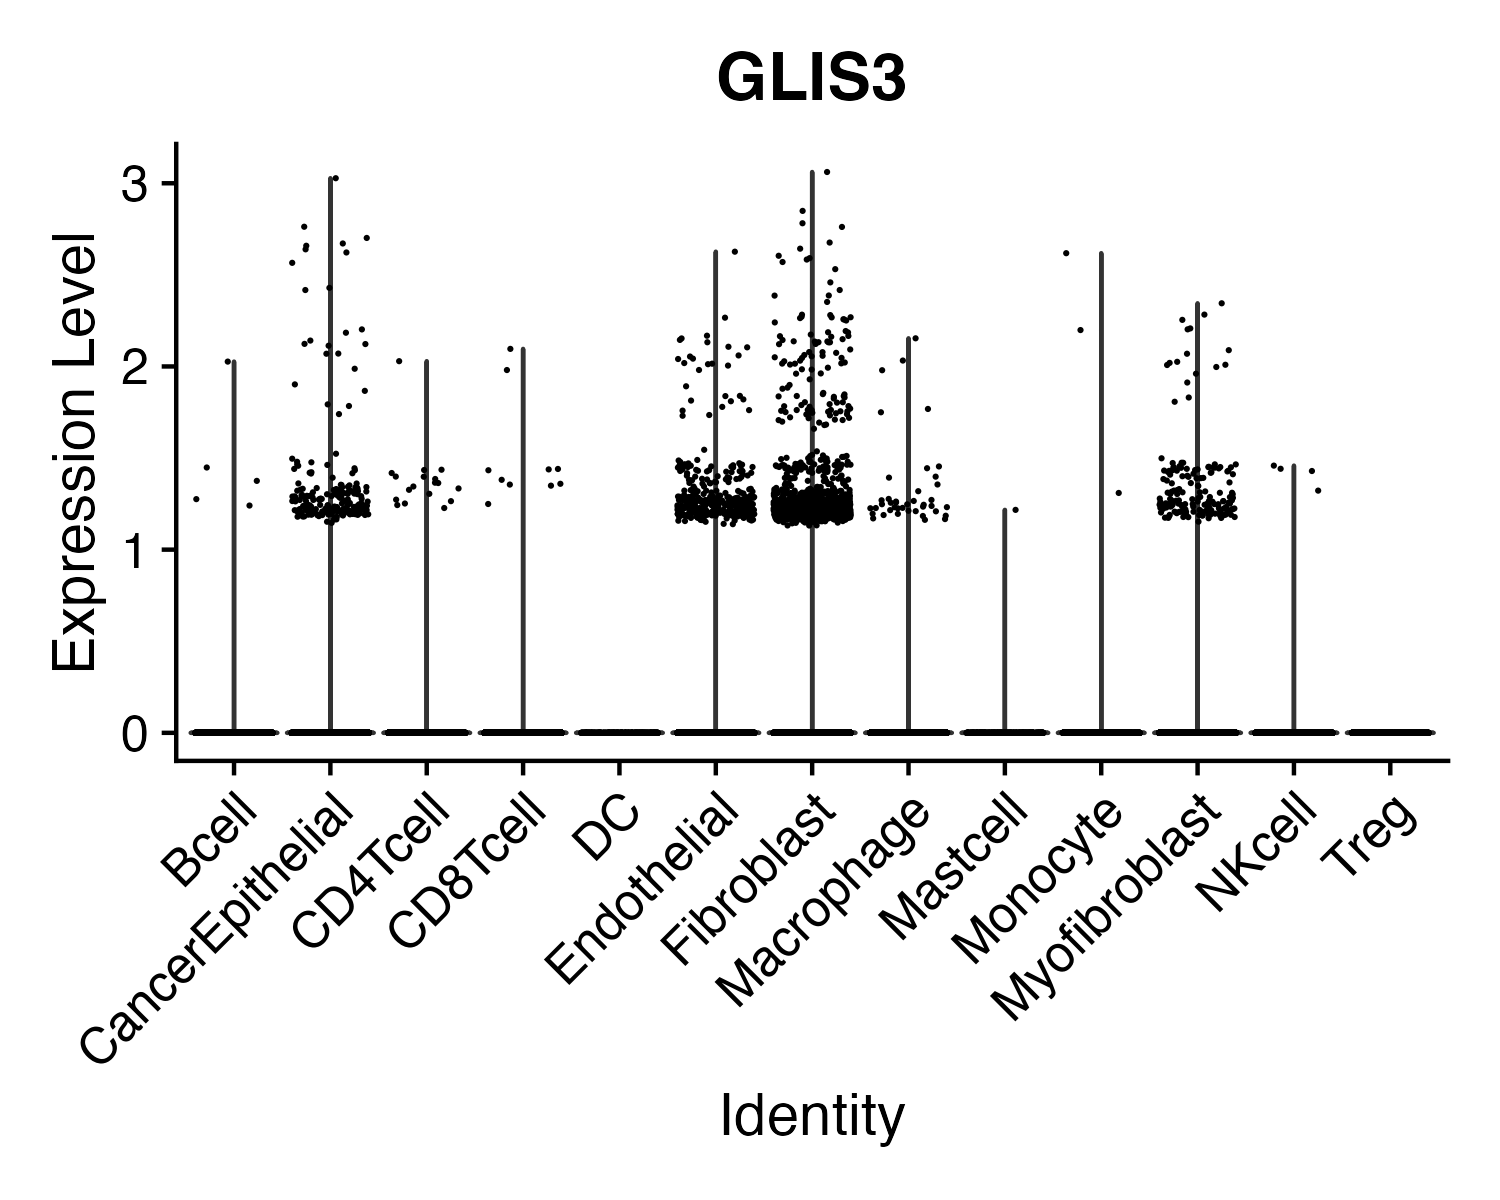 GLIS3
Expression Level
3
2
1
0
Bcell
CancerEpithelial
CD4Tcell
CD8Tcell
DC
Endothelial
Fibroblast
Macrophage
Mastcell
Monocyte
Myofibroblast
NKcell
Treg
Identity